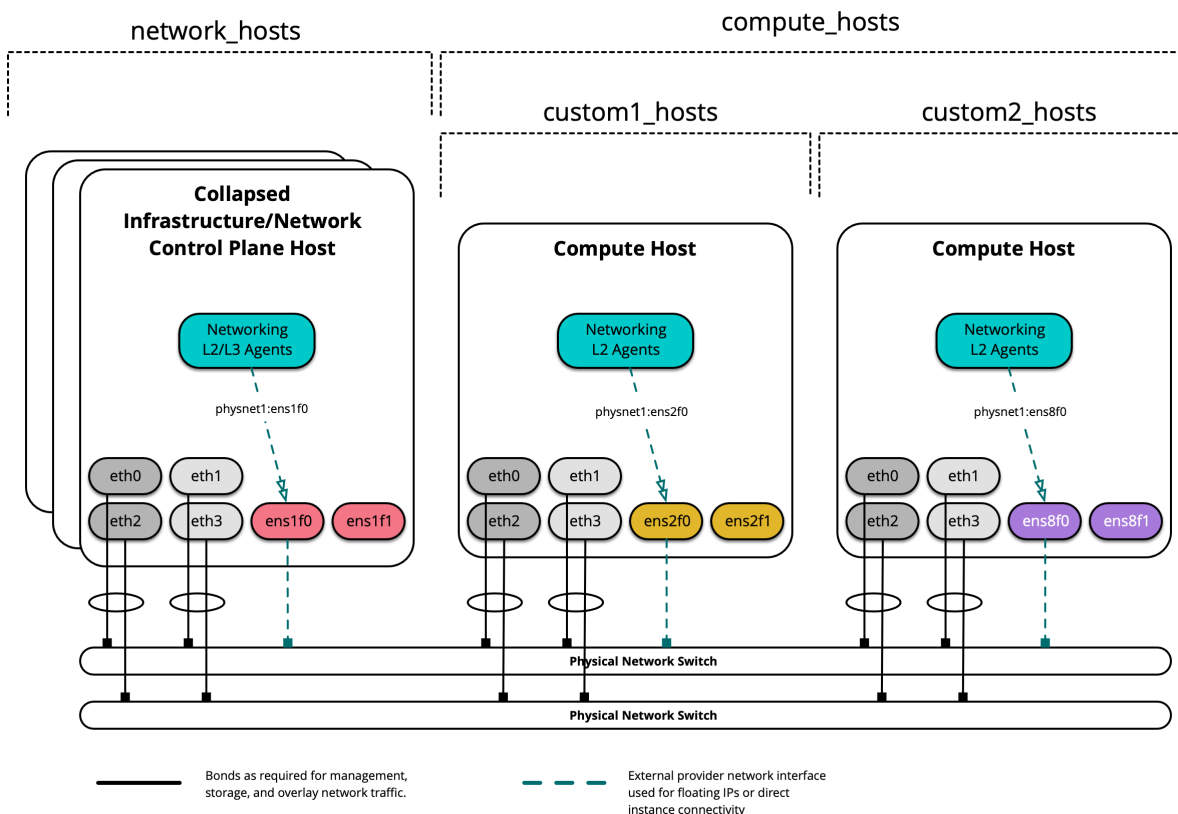 network_hosts
compute_hosts
custom1_hosts
custom2_hosts
Collapsed
Infrastructure/Network
Control Plane Host
Networking
L2/L3 Agents
physnet1:ens1f0
eth0
eth1
eth2
eth3
ens1f0
ens1f1
Compute Host
Networking
L2 Agents
physnet1:ens2f0
eth0
eth1
eth2
eth3
ens2f0
ens2f1
Compute Host
Networking
L2 Agents
physnet1:ens8f0
eth0
eth1
eth2
eth3
ens8f0
ens8f1
Physical Network Switch
Physical Network Switch
Bonds as required for management,
storage, and overlay network traffic.
External provider network interface
used for floating IPs or direct
instance connectivity